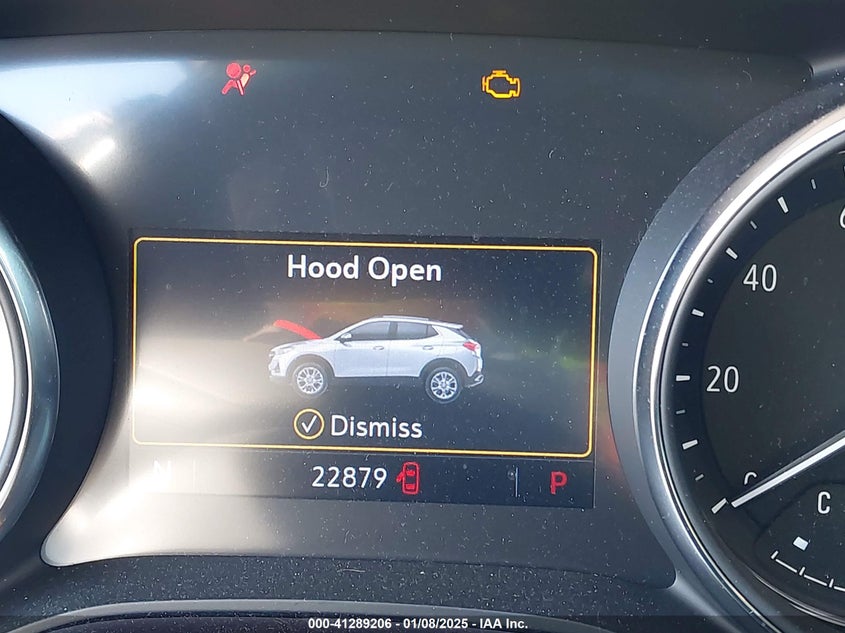 Hood Open
Dismiss
N
22879
P
40
20
C
000-41289206 - 01/08/2025 - IAA Inc.